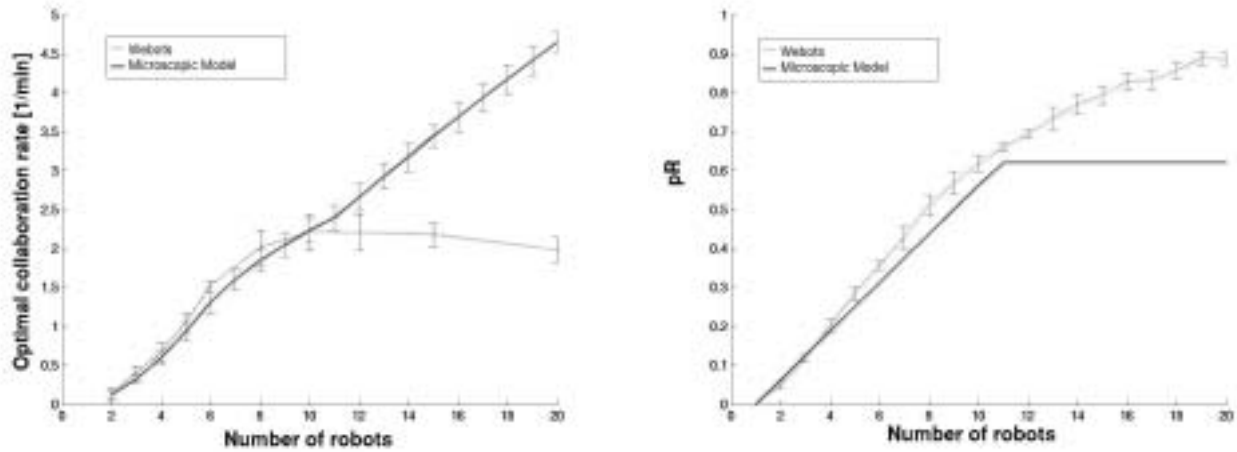 5
4.5
4
3.5
3
2.5
2
1.5
1
0.5
0
Optimal collaboration rate [1/min]
Webots
Microscopic Model
0 2 4 6 8 10 12 14 16 18 20
Number of robots
1
0.9
0.8
0.7
0.6
0.5
0.4
0.3
0.2
0.1
0
pR
Webots
Microscopic Model
0 2 4 6 8 10 12 14 16 18 20
Number of robots